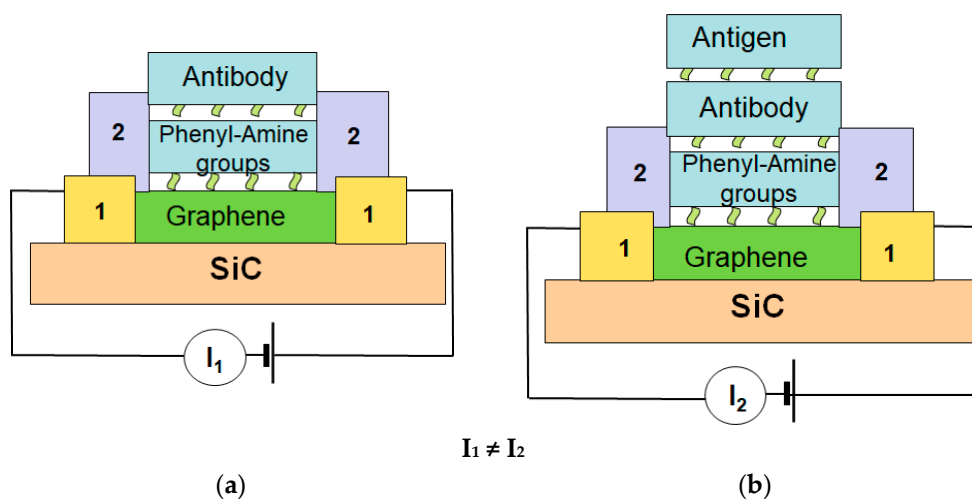 Antibody
2
Phenyl-Amine
groups
2
1
Graphene
1
SiC
I₁
Antigen
Antibody
2
Phenyl-Amine
groups
2
1
Graphene
1
SiC
I₂
I₁ ≠ I₂
(a)
(b)